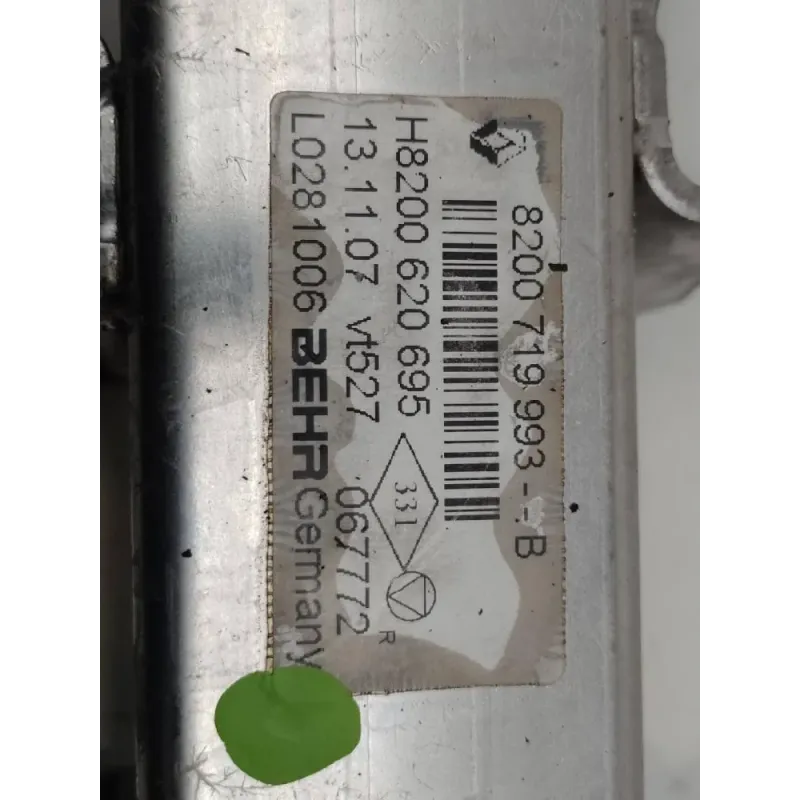 8200 719 993--B
H8200 620 695
331
R
13.11.07 vt527 067772
L0281006 BEHR Germany